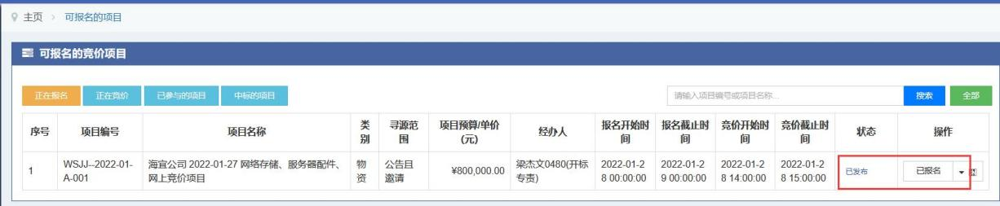 主页 > 可报名的项目
可报名的竞价项目
正在报名 正在竞价 已参与的项目 中标的项目 请输入项目编号或项目名称... 搜索 全部
序号 项目编号 项目名称 类别 寻源范围 项目预算/单价(元) 经办人 报名开始时间 报名截止时间 竞价开始时间 竞价截止时间 状态 操作
1 WSJJ--2022-01-A-001 海宜公司 2022-01-27 网络存储、服务器配件、网上竞价项目 物资 公告且邀请 ¥800,000.00 梁杰文0480(开标专责) 2022-01-28 00:00:00 2022-01-29 00:00:00 2022-01-28 14:00:00 2022-01-28 15:00:00 已发布 已报名